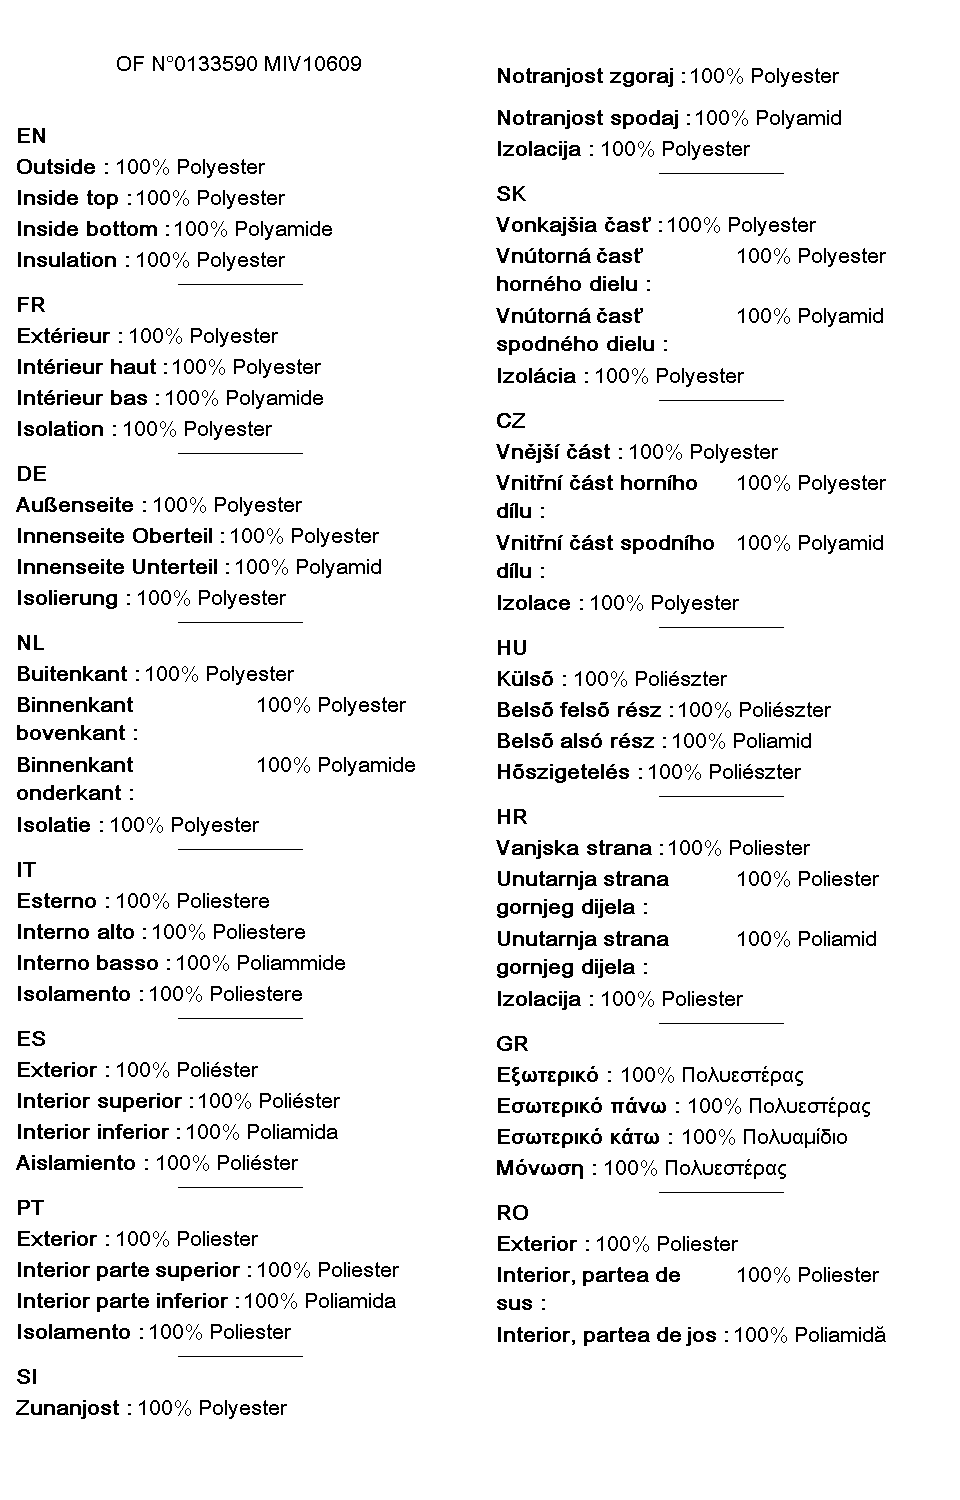 OF N°0133590 MIV10609
EN
Outside : 100% Polyester
Inside top : 100% Polyester
Inside bottom : 100% Polyamide
Insulation : 100% Polyester
FR
Extérieur : 100% Polyester
Intérieur haut : 100% Polyester
Intérieur bas : 100% Polyamide
Isolation : 100% Polyester
DE
Außenseite : 100% Polyester
Innenseite Oberteil : 100% Polyester
Innenseite Unterteil : 100% Polyamid
Isolierung : 100% Polyester
NL
Buitenkant : 100% Polyester
Binnenkant 100% Polyester
bovenkant :
Binnenkant 100% Polyamide
onderkant :
Isolatie : 100% Polyester
IT
Esterno : 100% Poliestere
Interno alto : 100% Poliestere
Interno basso : 100% Poliammide
Isolamento : 100% Poliestere
ES
Exterior : 100% Poliéster
Interior superior : 100% Poliéster
Interior inferior : 100% Poliamida
Aislamiento : 100% Poliéster
PT
Exterior : 100% Poliester
Interior parte superior : 100% Poliester
Interior parte inferior : 100% Poliamida
Isolamento : 100% Poliester
SI
Zunanjost : 100% Polyester
Notranjost zgoraj : 100% Polyester
Notranjost spodaj : 100% Polyamid
Izolacija : 100% Polyester
SK
Vonkajšia časť : 100% Polyester
Vnútorná časť 100% Polyester
horného dielu :
Vnútorná časť 100% Polyamid
spodného dielu :
Izolácia : 100% Polyester
CZ
Vnější část : 100% Polyester
Vnitřní část horního 100% Polyester
dílu :
Vnitřní část spodního 100% Polyamid
dílu :
Izolace : 100% Polyester
HU
Külső : 100% Poliészter
Belső felső rész : 100% Poliészter
Belső alsó rész : 100% Poliamid
Hőszigetelés : 100% Poliészter
HR
Vanjska strana : 100% Poliester
Unutarnja strana 100% Poliester
gornjeg dijela :
Unutarnja strana 100% Poliamid
gornjeg dijela :
Izolacija : 100% Poliester
GR
Εξωτερικό : 100% Πολυεστέρας
Εσωτερικό πάνω : 100% Πολυεστέρας
Εσωτερικό κάτω : 100% Πολυαμίδιο
Μόνωση : 100% Πολυεστέρας
RO
Exterior : 100% Poliester
Interior, partea de 100% Poliester
sus :
Interior, partea de jos : 100% Poliamidă